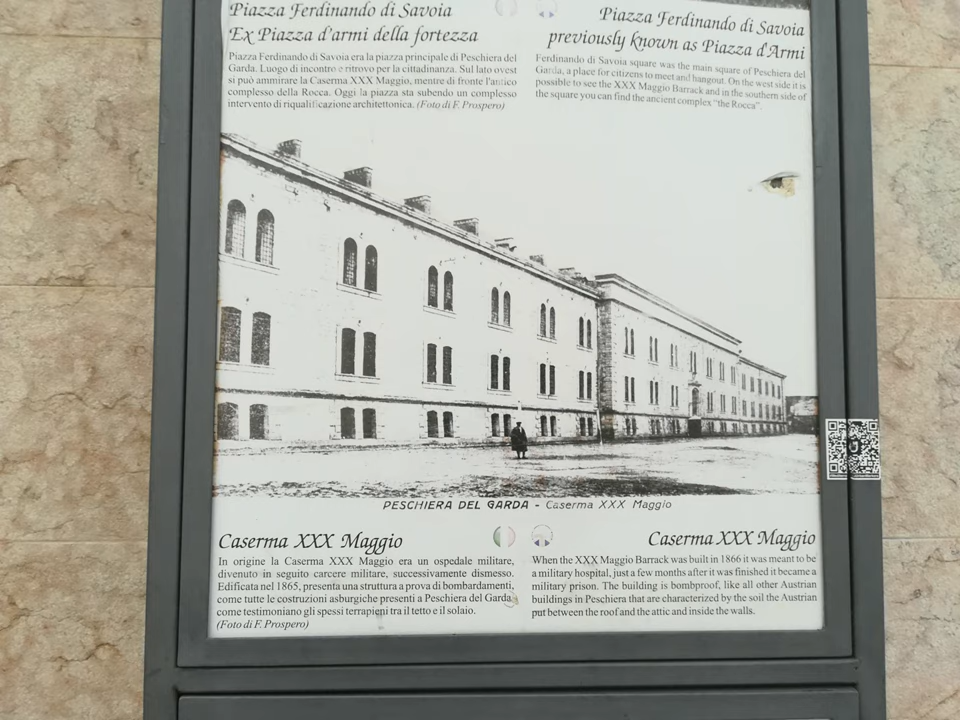 Piazza Ferdinando di Savoia
Ex Piazza d'armi della fortezza
Piazza Ferdinando di Savoia era la piazza principale di Peschiera del
Garda. Luogo di incontro e ritrovo per la cittadinanza. Sul lato ovest
si può ammirare la Caserma XXX Maggio, mentre di fronte l'antico
complesso della Rocca. Oggi la piazza sta subendo un complesso
intervento di riqualificazione architettonica. (Foto di F. Prospero)
Piazza Ferdinando di Savoia
previously known as Piazza d'Armi
Ferdinando di Savoia square was the main square of Peschiera del
Garda, a place for citizens to meet and hangout. On the west side it is
possible to see the XXX Maggio Barrack and in the southern side of
the square you can find the ancient complex "the Rocca".
PESCHIERA DEL GARDA - Caserma XXX Maggio
Caserma XXX Maggio
In origine la Caserma XXX Maggio era un ospedale militare,
divenuto in seguito carcere militare, successivamente dismesso.
Edificata nel 1865, presenta una struttura a prova di bombardamenti,
come tutte le costruzioni asburgiche presenti a Peschiera del Garda,
come testimoniano gli spessi terrapieni tra il tetto e il solaio.
(Foto di F. Prospero)
Caserma XXX Maggio
When the XXX Maggio Barrack was built in 1866 it was meant to be
a military hospital, just a few months after it was finished it became a
military prison. The building is bombproof, like all other Austrian
buildings in Peschiera that are characterized by the soil the Austrian
put between the roof and the attic and inside the walls.